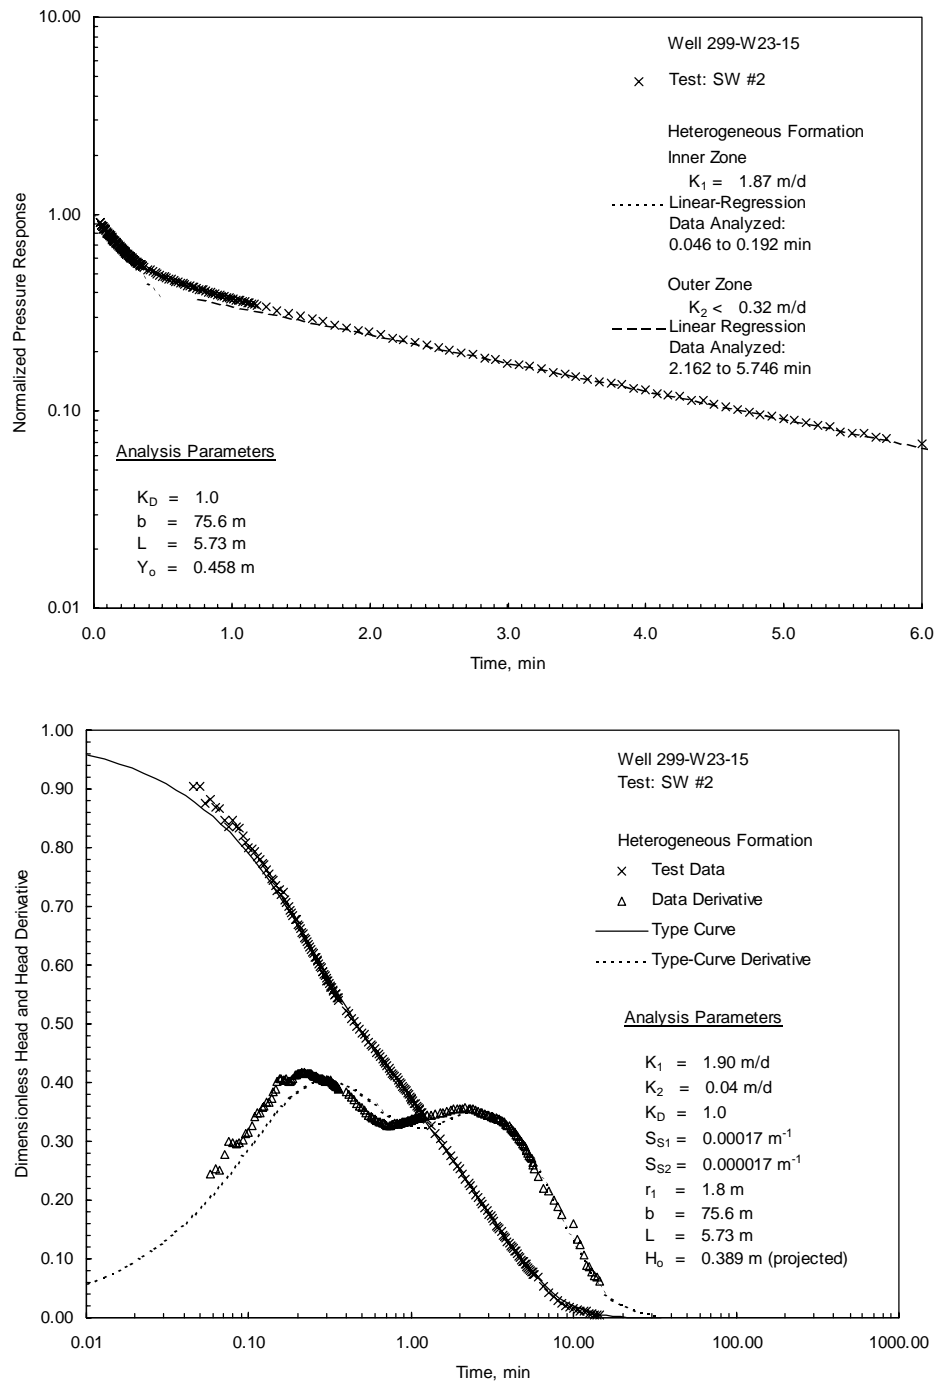 10.00
1.00
0.10
0.01
Normalized Pressure Response
0.0 1.0 2.0 3.0 4.0 5.0 6.0
Time, min
Well 299-W23-15
Test: SW #2
Heterogeneous Formation
Inner Zone
K1 = 1.87 m/d
Linear-Regression
Data Analyzed:
0.046 to 0.192 min
Outer Zone
K2 < 0.32 m/d
Linear Regression
Data Analyzed:
2.162 to 5.746 min
Analysis Parameters
KD = 1.0
b = 75.6 m
L = 5.73 m
Yo = 0.458 m
1.00
0.90
0.80
0.70
0.60
0.50
0.40
0.30
0.20
0.10
0.00
Dimensionless Head and Head Derivative
0.01 0.10 1.00 10.00 100.00 1000.00
Time, min
Well 299-W23-15
Test: SW #2
Heterogeneous Formation
Test Data
Data Derivative
Type Curve
Type-Curve Derivative
Analysis Parameters
K1 = 1.90 m/d
K2 = 0.04 m/d
KD = 1.0
SS1 = 0.00017 m-1
SS2 = 0.000017 m-1
r1 = 1.8 m
b = 75.6 m
L = 5.73 m
Ho = 0.389 m (projected)